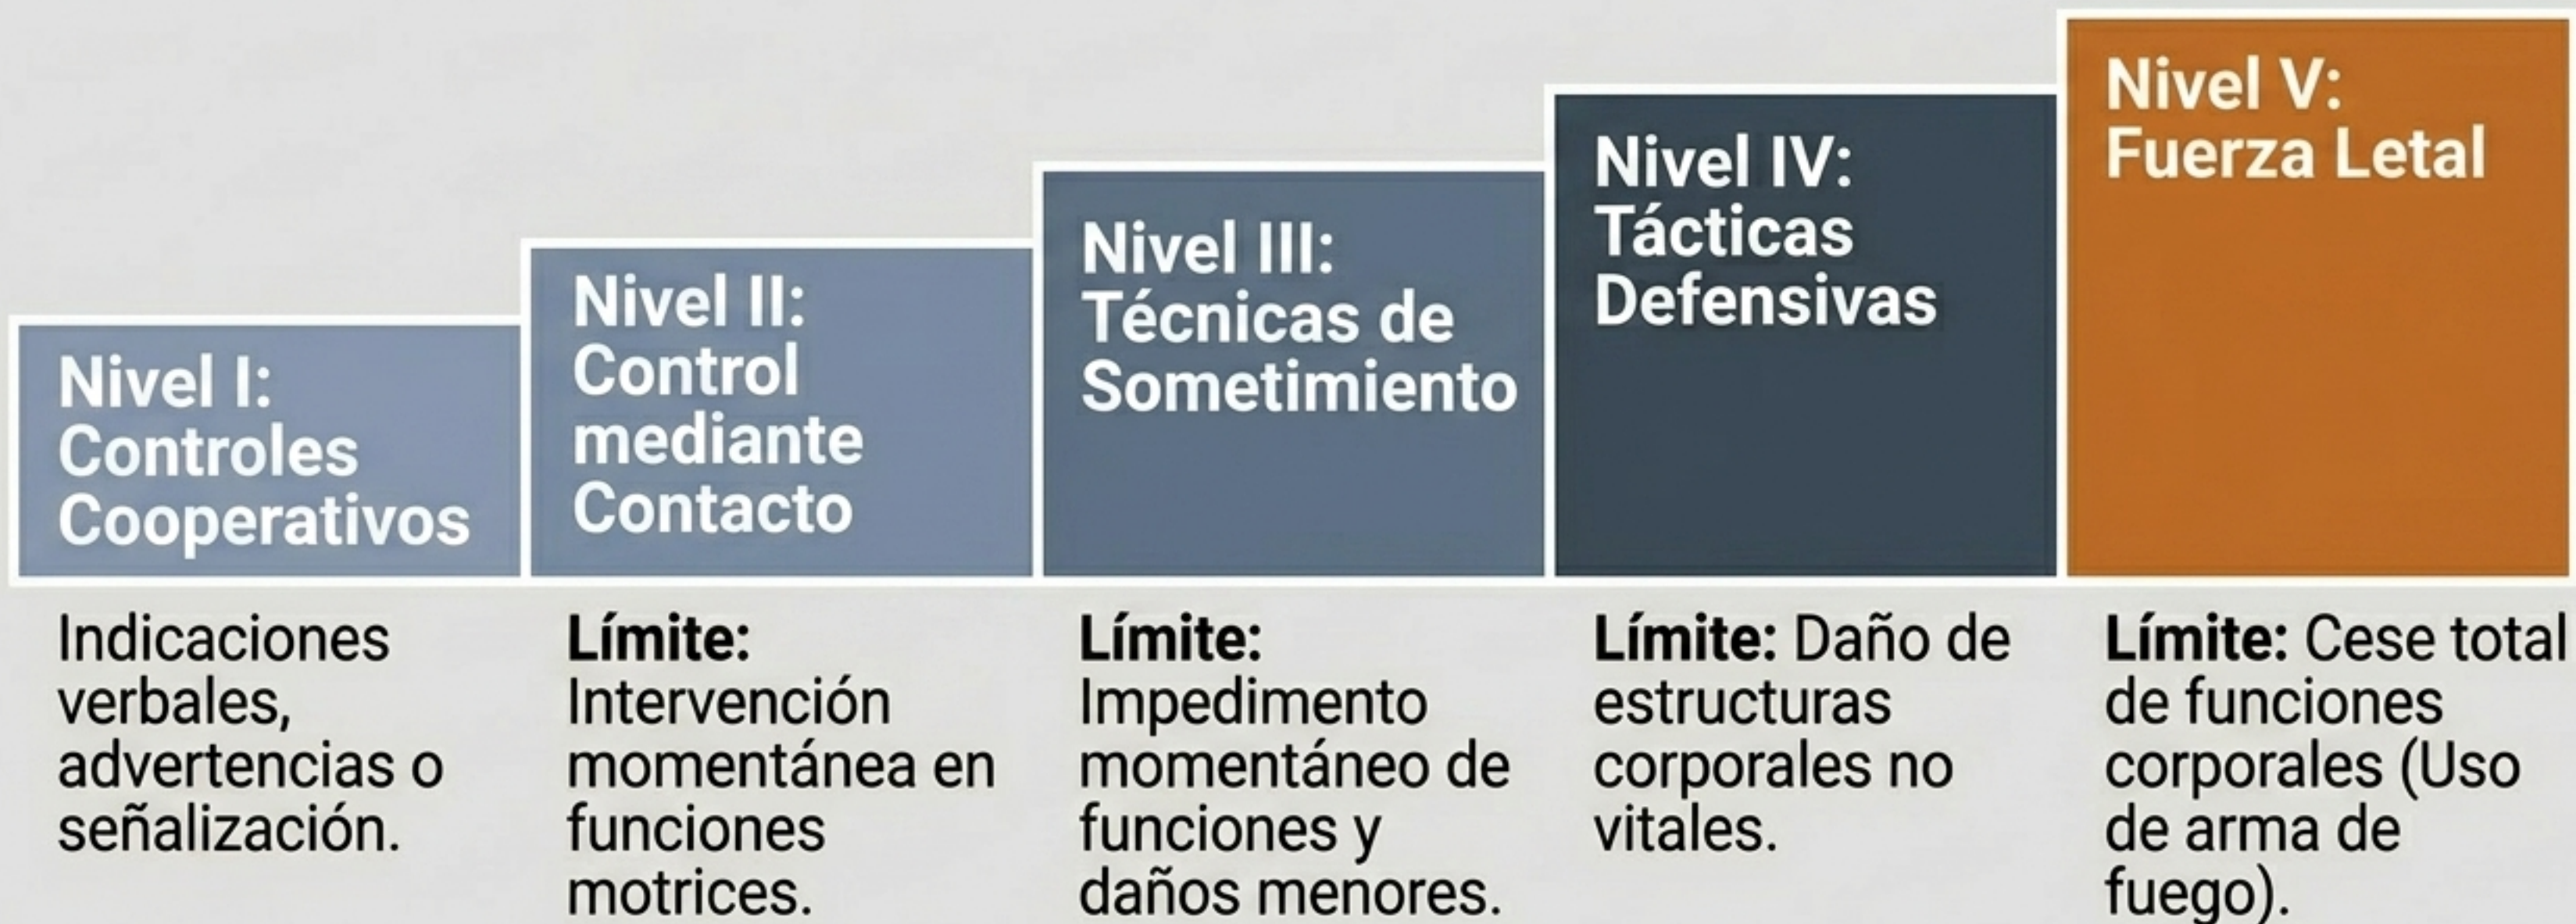 Nivel I:
Controles
Cooperativos
Indicaciones
verbales,
advertencias o
señalización.
Nivel II:
Control
mediante
Contacto
Límite:
Intervención
momentánea en
funciones
motrices.
Nivel III:
Técnicas de
Sometimiento
Límite:
Impedimento
momentáneo de
funciones y
daños menores.
Nivel IV:
Tácticas
Defensivas
Límite: Daño de
estructuras
corporales no
vitales.
Nivel V:
Fuerza Letal
Límite: Cese total
de funciones
corporales (Uso
de arma de
fuego).